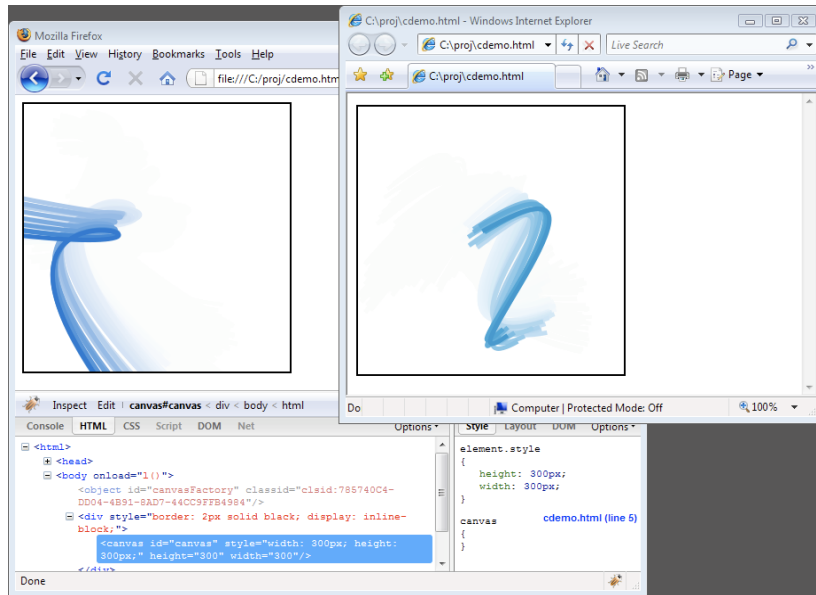 Mozilla Firefox
File Edit View History Bookmarks Tools Help
file:///C:/proj/cdemo.htm
C:\proj\cdemo.html - Windows Internet Explorer
C:\proj\cdemo.html
Live Search
C:\proj\cdemo.html
Page
Do
Computer | Protected Mode: Off
100%
Inspect Edit canvas#canvas < div < body < html
Console HTML CSS Script DOM Net
Options
Style Layout DOM Options
<html>
<head>
<body onload="l()">
<object id="canvasFactory" classid="clsid:785740C4-
DD04-4B91-8AD7-44CC9FFB4984"/>
<div style="border: 2px solid black; display: inline-
block;">
<canvas id="canvas" style="width: 300px; height:
300px;" height="300" width="300"/>
</div>
element.style
{
height: 300px;
width: 300px;
}
canvas
cdemo.html (line 5)
{
}
Done